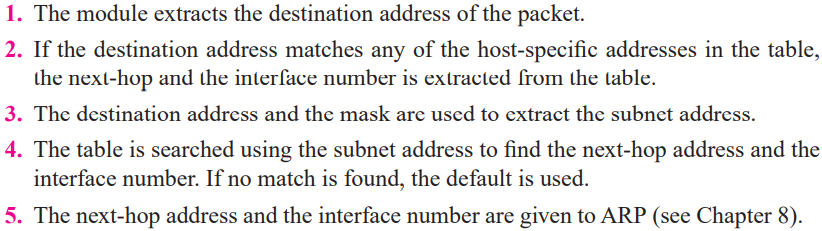 1. The module extracts the destination address of the packet.
2. If the destination address matches any of the host-specific addresses in the table,
the next-hop and the interface number is extracted from the table.
3. The destination address and the mask are used to extract the subnet address.
4. The table is searched using the subnet address to find the next-hop address and the
interface number. If no match is found, the default is used.
5. The next-hop address and the interface number are given to ARP (see Chapter 8).